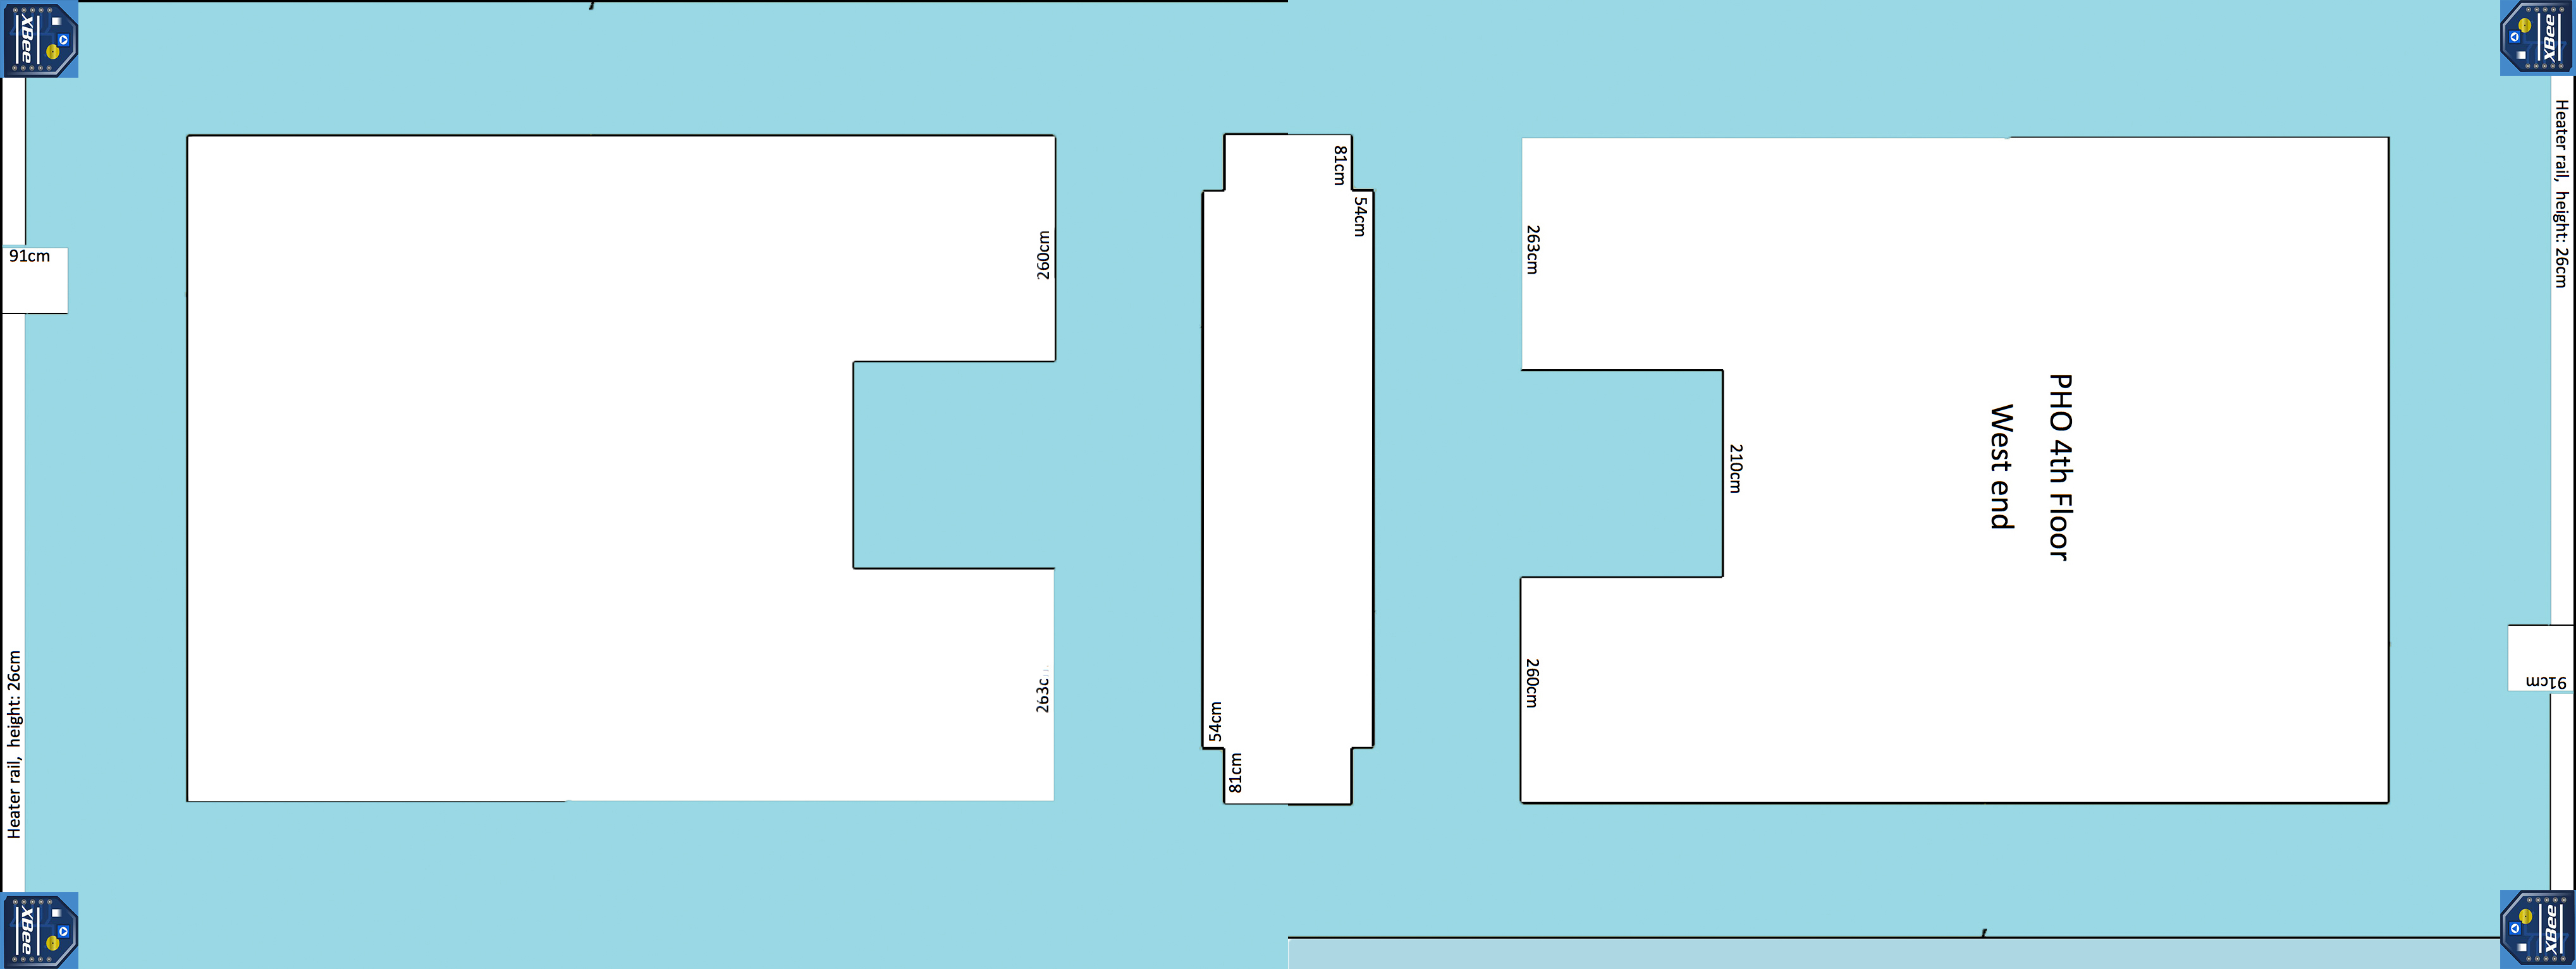 XBee
XBee
91cm
Heater rail, height: 26cm
260cm
263c
81cm
54cm
54cm
81cm
263cm
210cm
260cm
PHO 4th Floor
West end
Heater rail, height: 26cm
91cm
XBee
XBee